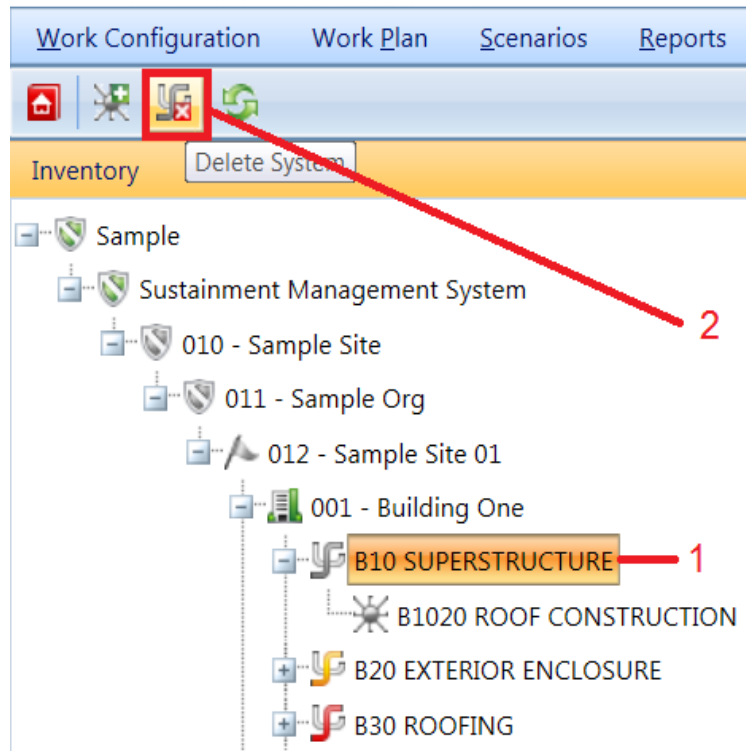 Work Configuration Work Plan Scenarios Reports
Inventory Delete System
Sample
Sustainment Management System
2
010 - Sample Site
011 - Sample Org
012 - Sample Site 01
001 - Building One
B10 SUPERSTRUCTURE 1
B1020 ROOF CONSTRUCTION
B20 EXTERIOR ENCLOSURE
B30 ROOFING